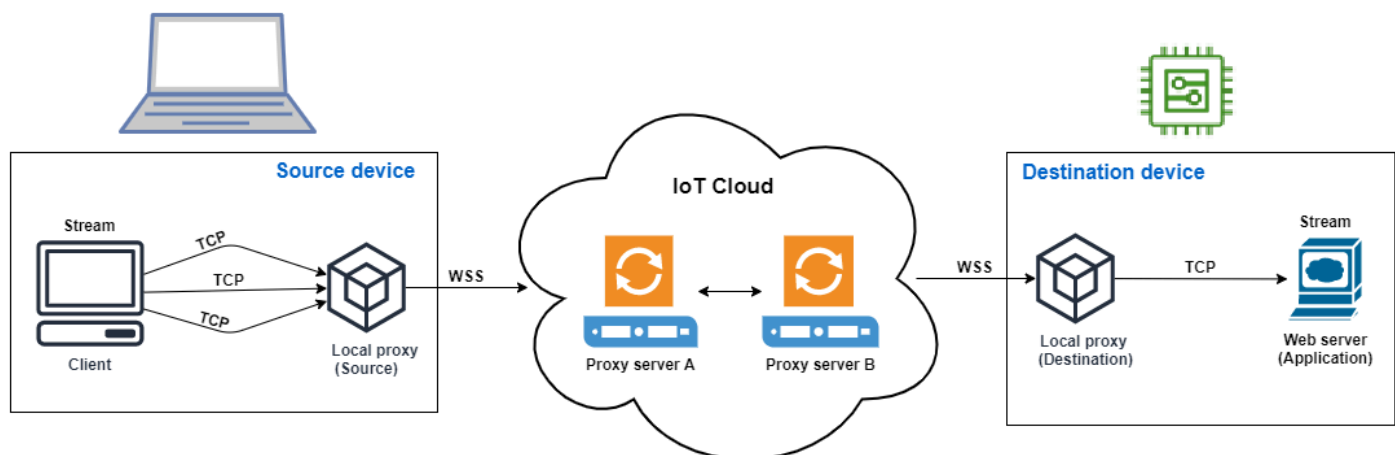 Source device
Stream
TCP
TCP
TCP
Client
Local proxy
(Source)
WSS
IoT Cloud
Proxy server A
Proxy server B
WSS
Destination device
Local proxy
(Destination)
TCP
Stream
Web server
(Application)